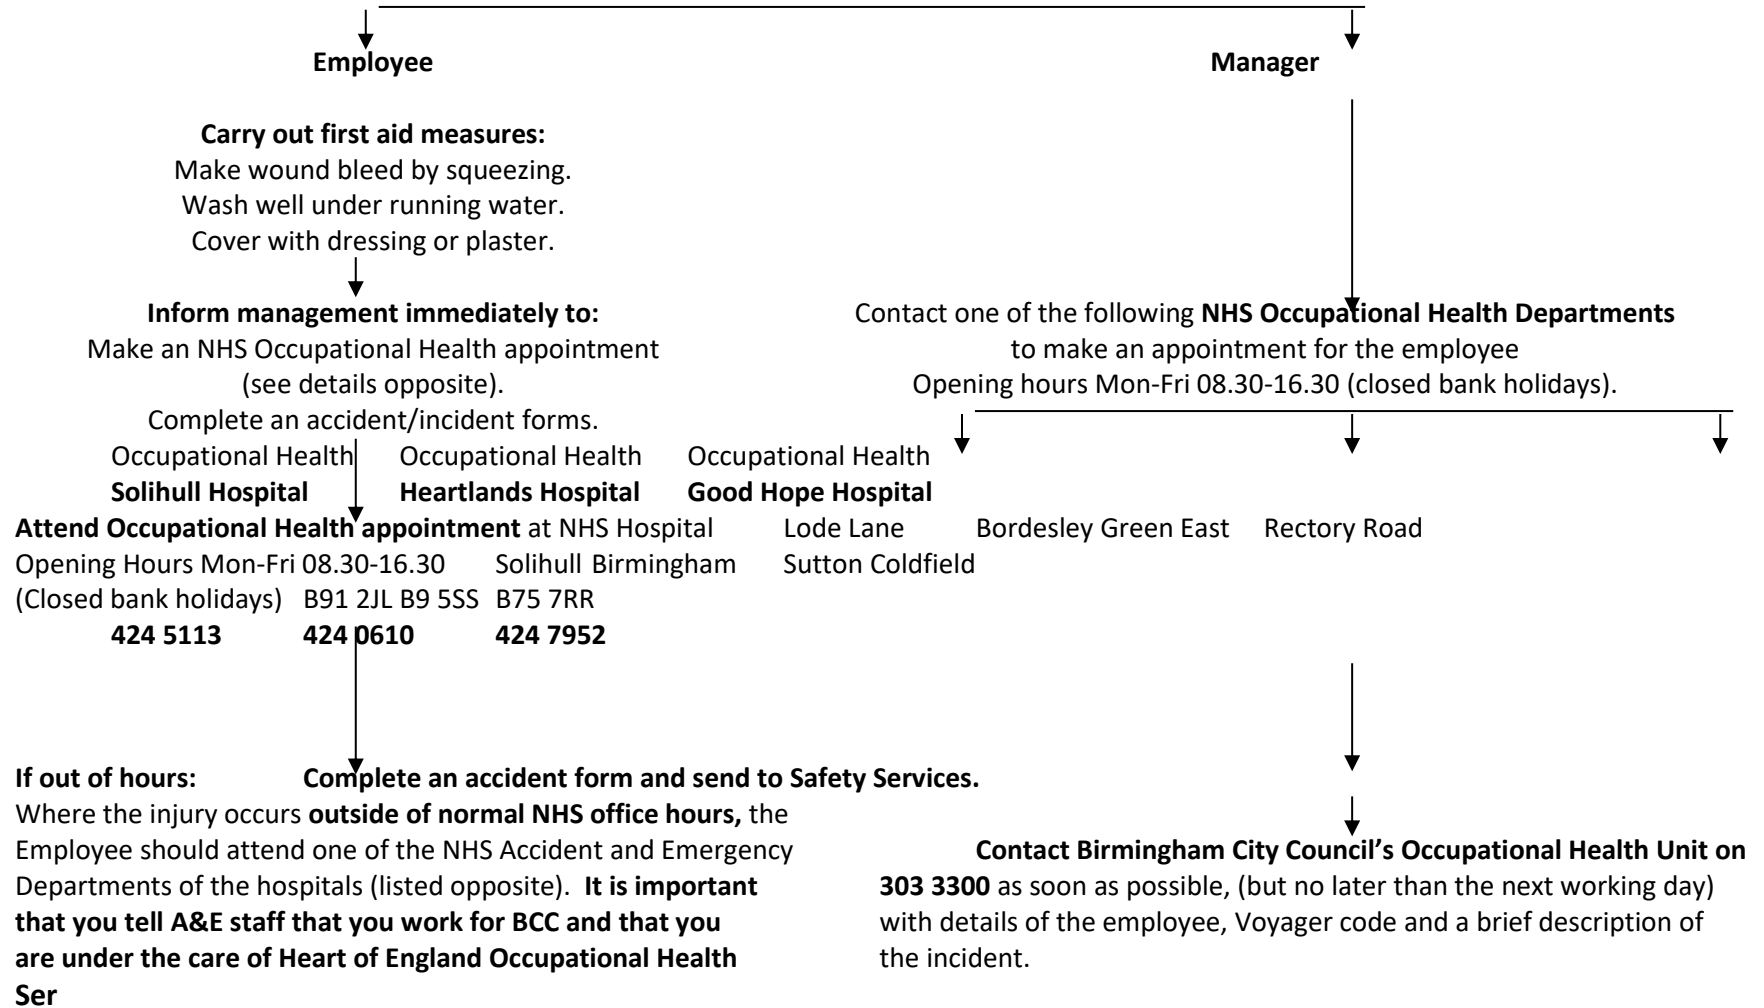 Employee
Manager
Carry out first aid measures:
Make wound bleed by squeezing.
Wash well under running water.
Cover with dressing or plaster.
Inform management immediately to:
Make an NHS Occupational Health appointment
(see details opposite).
Complete an accident/incident forms.
Contact one of the following NHS Occupational Health Departments
to make an appointment for the employee
Opening hours Mon-Fri 08.30-16.30 (closed bank holidays).
Occupational Health Occupational Health Occupational Health
Solihull Hospital Heartlands Hospital Good Hope Hospital
Attend Occupational Health appointment at NHS Hospital Lode Lane Bordesley Green East Rectory Road
Opening Hours Mon-Fri 08.30-16.30 Solihull Birmingham Sutton Coldfield
(Closed bank holidays) B91 2JL B9 5SS B75 7RR
424 5113 424 0610 424 7952
If out of hours: Complete an accident form and send to Safety Services.
Where the injury occurs outside of normal NHS office hours, the
Employee should attend one of the NHS Accident and Emergency
Departments of the hospitals (listed opposite). It is important
that you tell A&E staff that you work for BCC and that you
are under the care of Heart of England Occupational Health
Ser
Contact Birmingham City Council's Occupational Health Unit on
303 3300 as soon as possible, (but no later than the next working day)
with details of the employee, Voyager code and a brief description of
the incident.